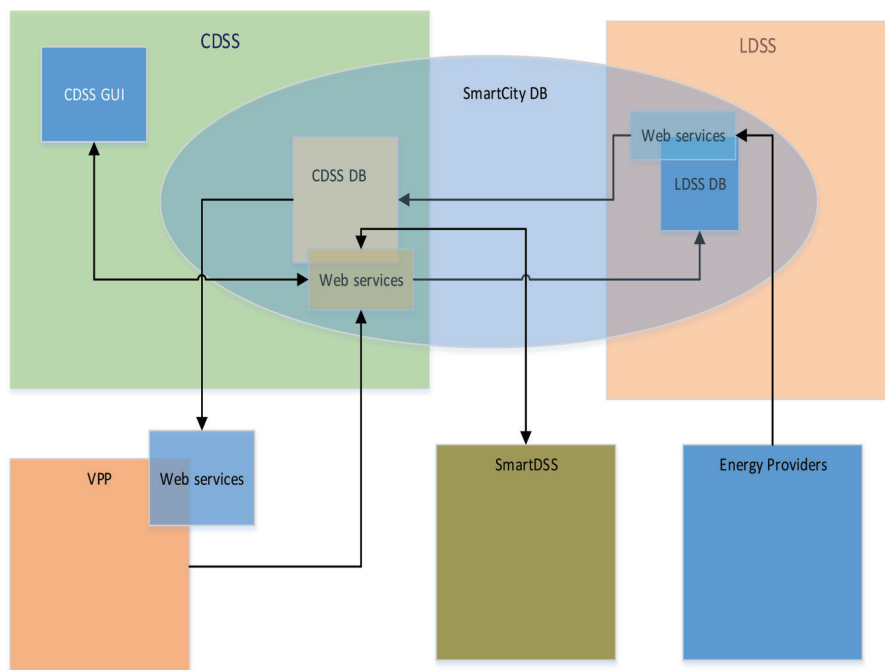 CDSS
LDSS
CDSS GUI
SmartCity DB
Web services
CDSS DB
LDSS DB
Web services
VPP
Web services
SmartDSS
Energy Providers